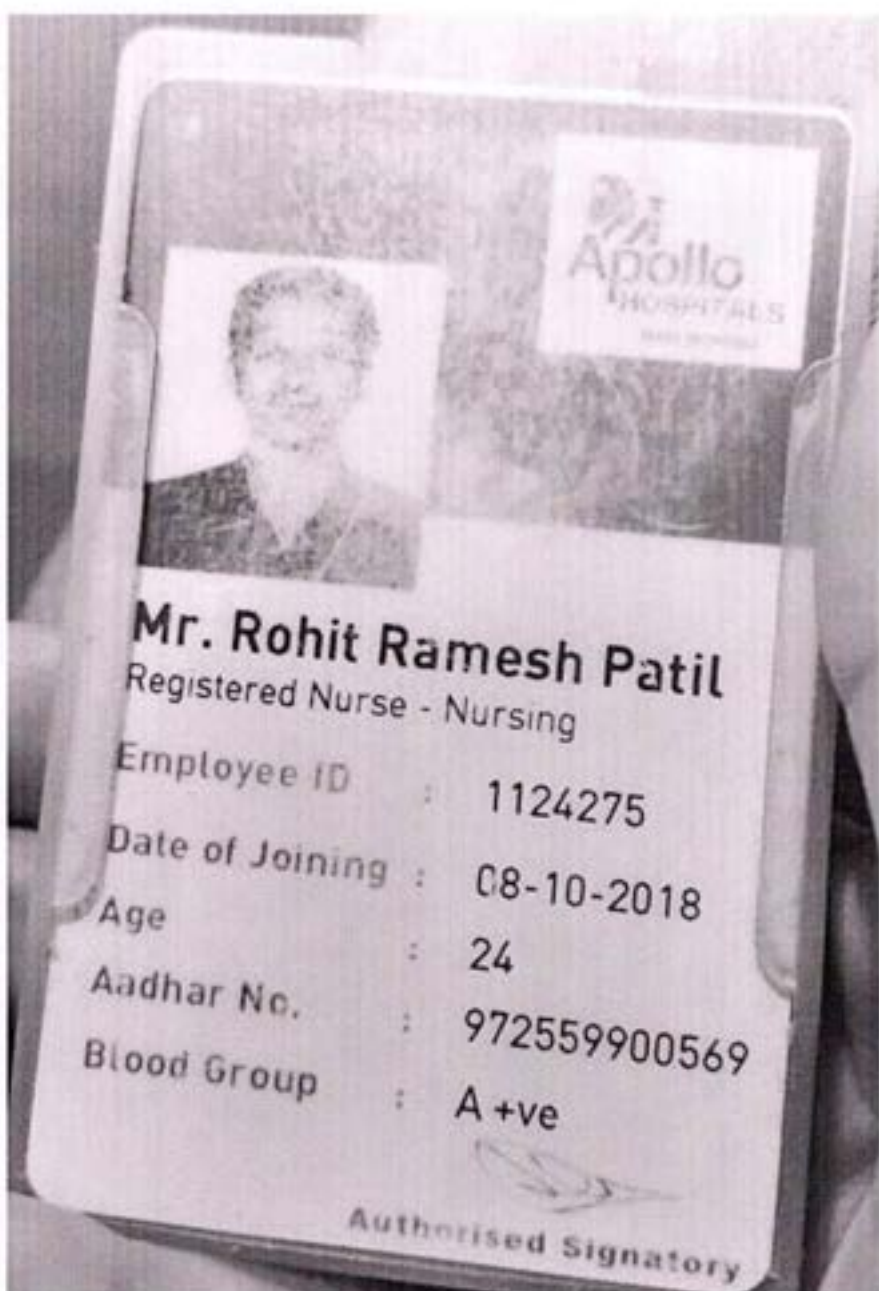 Apollo
HOSPITALS
Mr. Rohit Ramesh Patil
Registered Nurse - Nursing
Employee ID : 1124275
Date of Joining : 08-10-2018
Age : 24
Aadhar No. : 972559900569
Blood Group : A +ve
Authorised Signatory